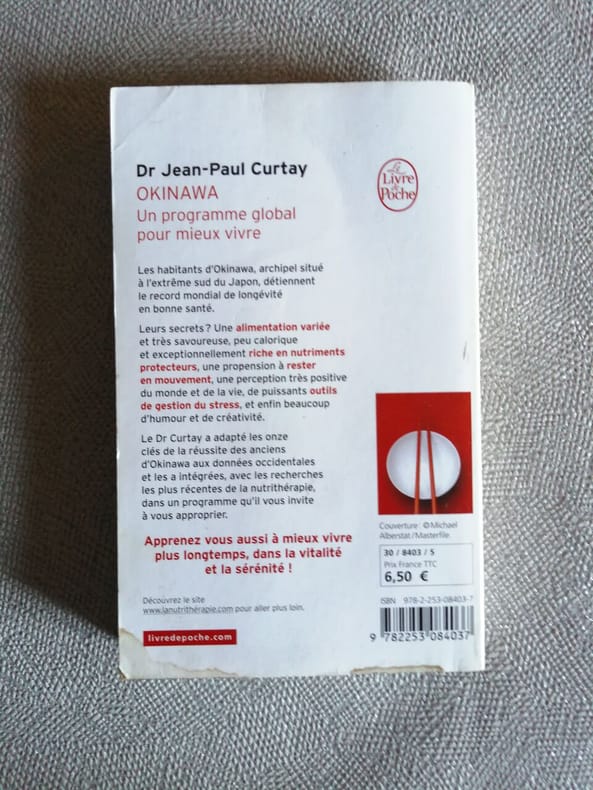 Dr Jean-Paul Curtay
OKINAWA
Un programme global
pour mieux vivre
Le
Livre
de
Poche
Les habitants d'Okinawa, archipel situé
à l'extrême sud du Japon, détiennent
le record mondial de longévité
en bonne santé.
Leurs secrets ? Une alimentation variée
et très savoureuse, peu calorique
et exceptionnellement riche en nutriments
protecteurs, une propension à rester
en mouvement, une perception très positive
du monde et de la vie, de puissants outils
de gestion du stress, et enfin beaucoup
d'humour et de créativité.
Le Dr Curtay a adapté les onze
clés de la réussite des anciens
d'Okinawa aux données occidentales
et les a intégrées, avec les recherches
les plus récentes de la nutrithérapie,
dans un programme qu'il vous invite
à vous approprier.
Apprenez vous aussi à mieux vivre
plus longtemps, dans la vitalité
et la sérénité !
Découvrez le site
www.lanutrithérapie.com pour aller plus loin.
livredepoche.com
Couverture : © Michael
Alberstat / Masterfile.
30 / 8403 / 5
Prix France TTC
6,50 €
ISBN 978-2-253-08403-7
9 782253 084037